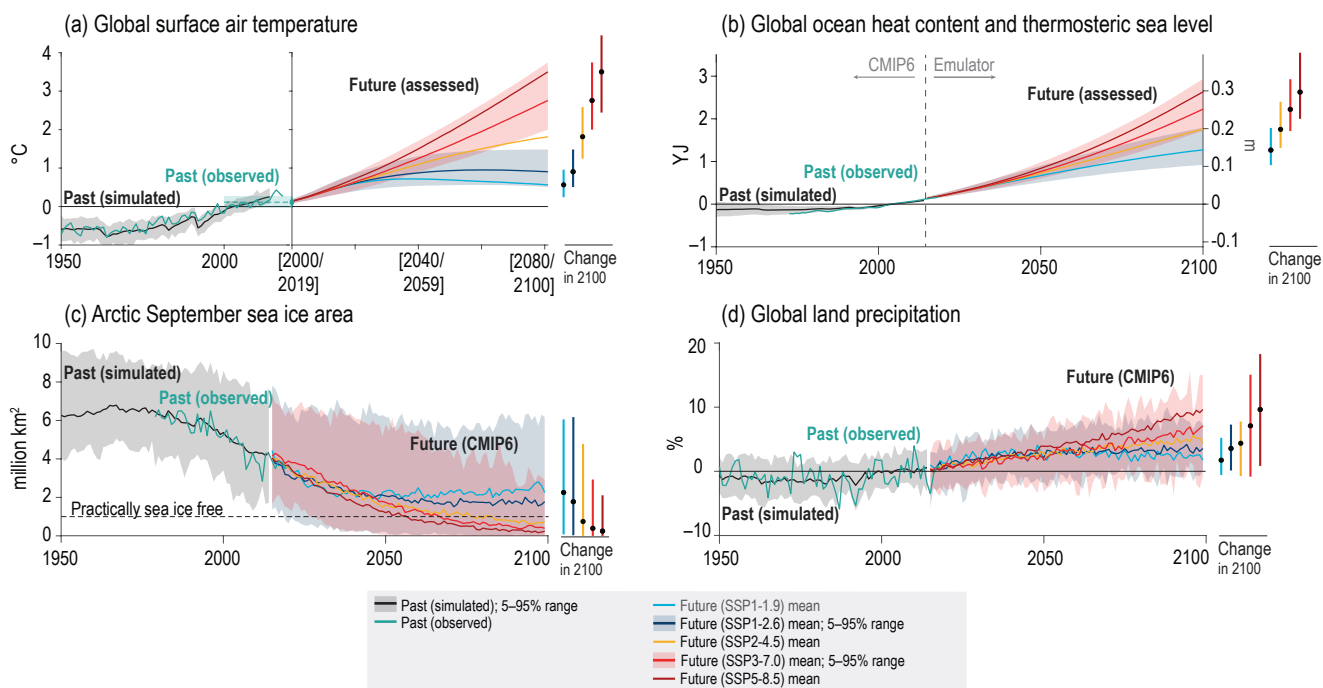 (a) Global surface air temperature
4
3
2
1
0
−1
°C
Future (assessed)
Past (observed)
Past (simulated)
1950
2000
[2000/
2019]
[2040/
2059]
[2080/
2100]
Change
in 2100
(b) Global ocean heat content and thermosteric sea level
3
2
1
0
−1
YJ
CMIP6
Emulator
Future (assessed)
Past (observed)
Past (simulated)
0.3
0.2
0.1
0
-0.1
m
1950
2000
2050
2100
Change
in 2100
(c) Arctic September sea ice area
10
8
6
4
2
0
million km²
Past (simulated)
Past (observed)
Future (CMIP6)
Practically sea ice free
1950
2000
2050
2100
Change
in 2100
(d) Global land precipitation
20
10
0
−10
%
Future (CMIP6)
Past (observed)
Past (simulated)
1950
2000
2050
2100
Change
in 2100
Past (simulated); 5–95% range
Past (observed)
Future (SSP1-1.9) mean
Future (SSP1-2.6) mean; 5–95% range
Future (SSP2-4.5) mean
Future (SSP3-7.0) mean; 5–95% range
Future (SSP5-8.5) mean